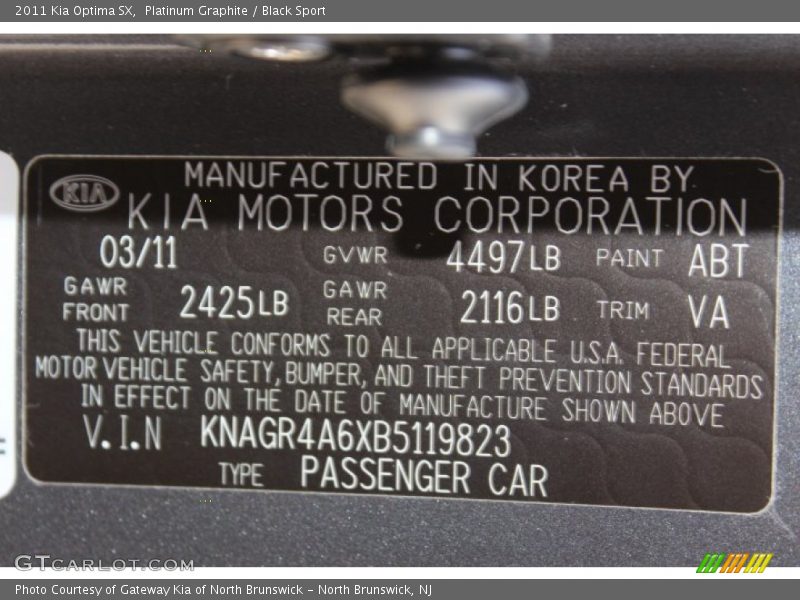 2011 Kia Optima SX, Platinum Graphite / Black Sport
MANUFACTURED IN KOREA BY
KIA KIA MOTORS CORPORATION
03/11 GVWR 4497LB PAINT ABT
GAWR FRONT 2425LB GAWR REAR 2116LB TRIM VA
THIS VEHICLE CONFORMS TO ALL APPLICABLE U.S.A. FEDERAL
MOTOR VEHICLE SAFETY, BUMPER, AND THEFT PREVENTION STANDARDS
IN EFFECT ON THE DATE OF MANUFACTURE SHOWN ABOVE
V.I.N KNAGR4A6XB5119823
TYPE PASSENGER CAR
GTCARLOT.COM
Photo Courtesy of Gateway Kia of North Brunswick - North Brunswick, NJ